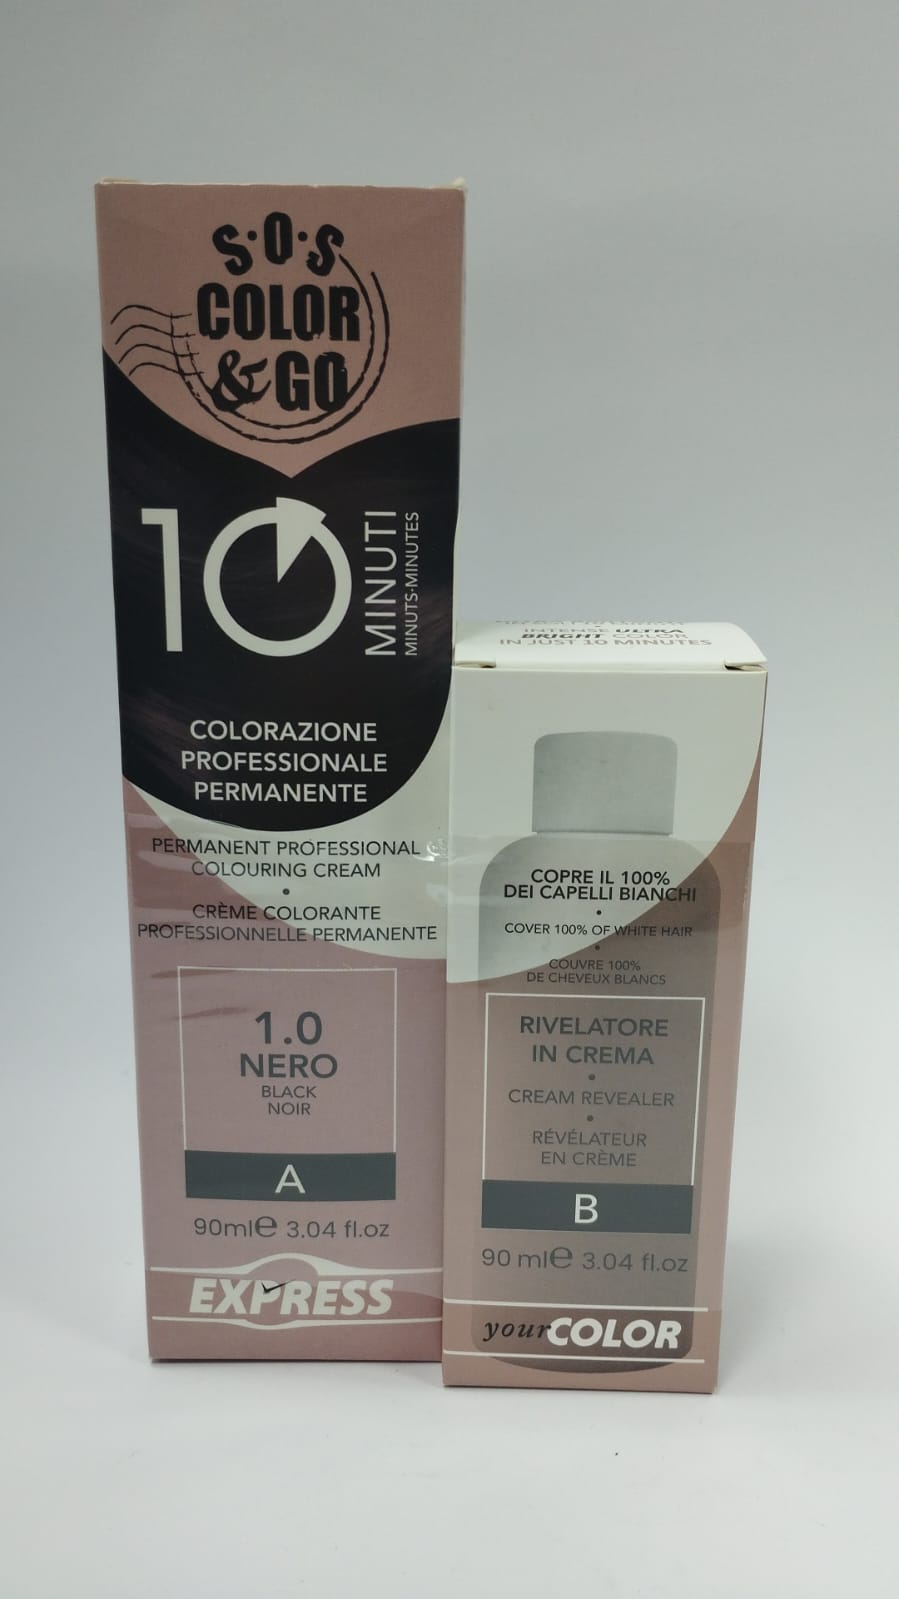 S·O·S
COLOR
& GO
10
MINUTI
MINUTS·MINUTES
COLORAZIONE
PROFESSIONALE
PERMANENTE
PERMANENT PROFESSIONAL
COLOURING CREAM
•
CRÈME COLORANTE
PROFESSIONNELLE PERMANENTE
1.0
NERO
BLACK
NOIR
A
90ml℮ 3.04 fl.oz
EXPRESS
INTENSE ULTRA
BRIGHT COLOR
IN JUST 10 MINUTES
COPRE IL 100%
DEI CAPELLI BIANCHI
•
COVER 100% OF WHITE HAIR
•
COUVRE 100%
DE CHEVEUX BLANCS
RIVELATORE
IN CREMA
•
CREAM REVEALER
•
RÉVÉLATEUR
EN CRÈME
B
90 ml℮ 3.04 fl.oz
yourCOLOR